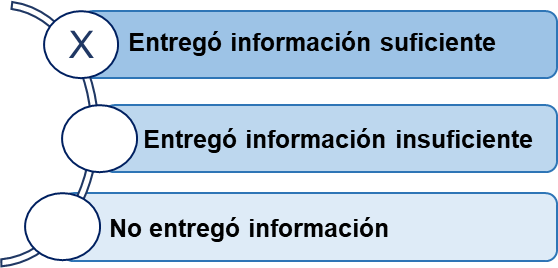 X Entregó información suficiente
Entregó información insuficiente
No entregó información